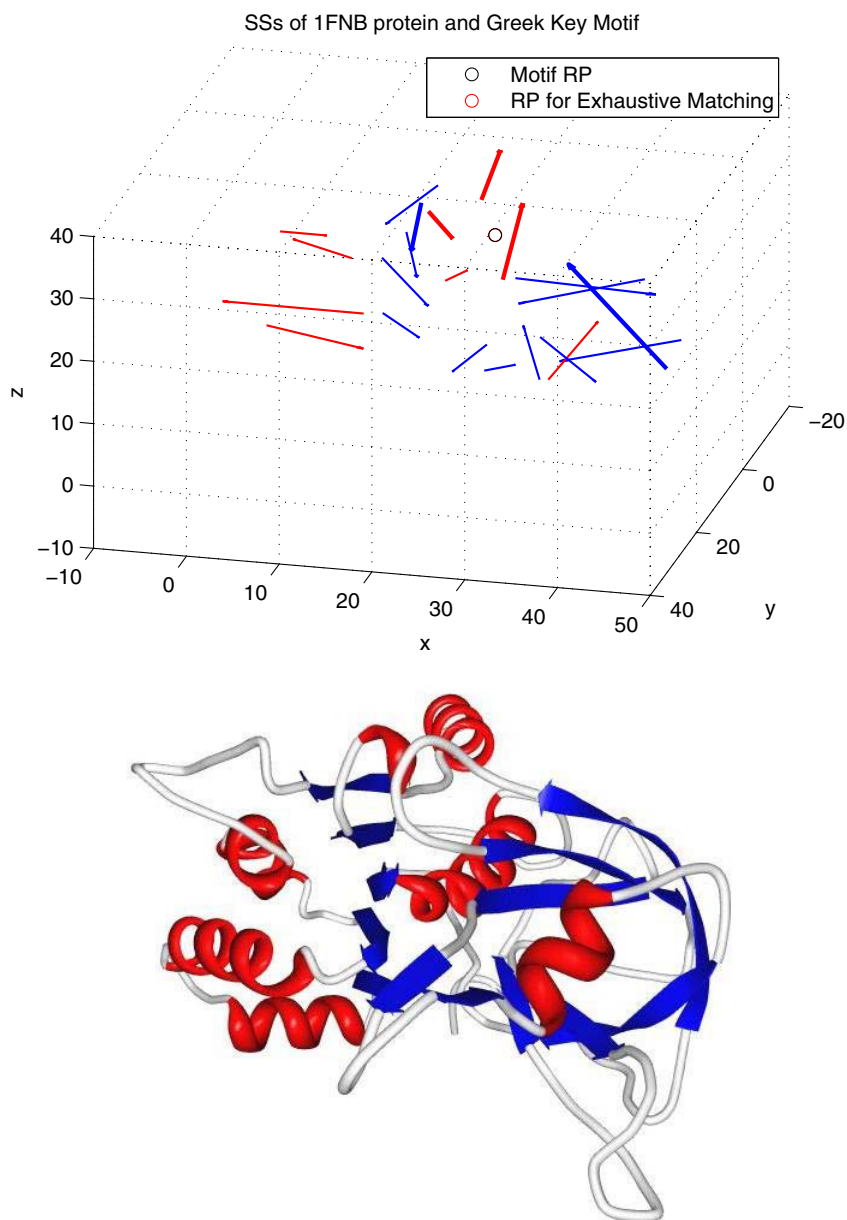 SSs of 1FNB protein and Greek Key Motif
Motif RP
RP for Exhaustive Matching
40
30
20
10
0
−10
z
−10
0
10
20
30
40
50
x
40
20
0
−20
y